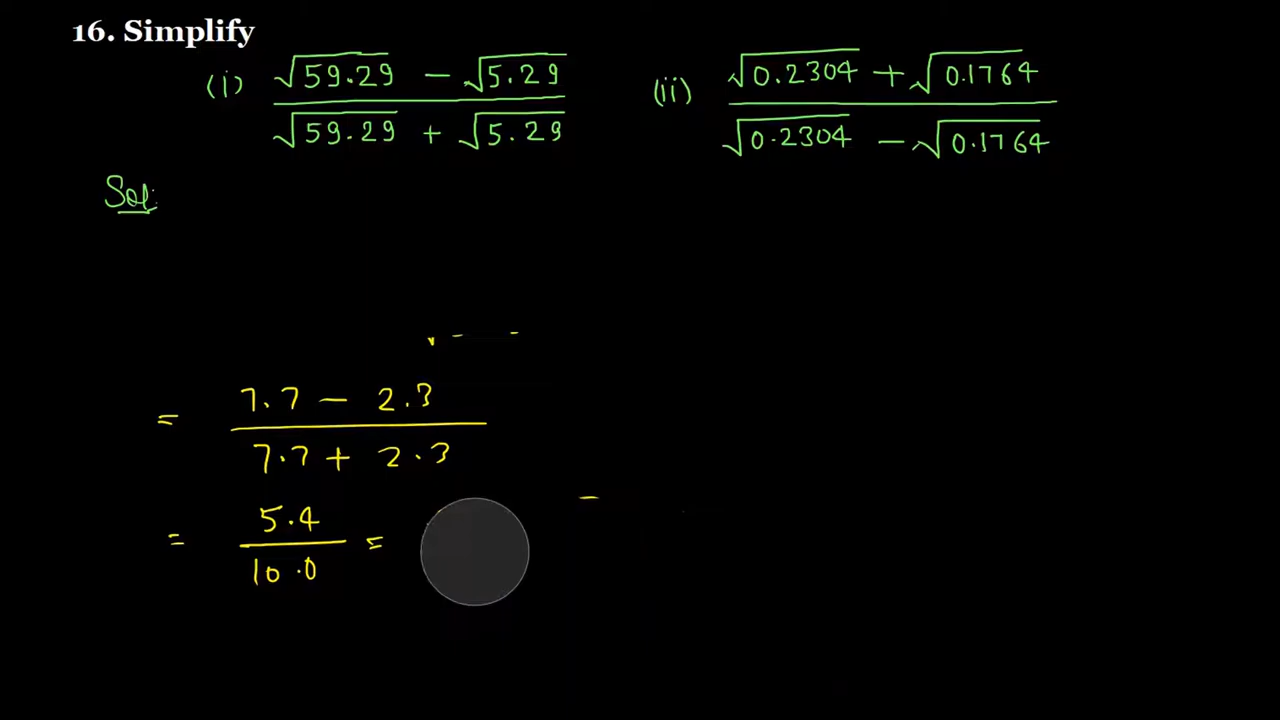 16. Simplify
(i) √59.29 − √5.29 / √59.29 + √5.29 (ii) √0.2304 + √0.1764 / √0.2304 − √0.1764
Sol:
= 7.7 − 2.3 / 7.7 + 2.3
= 5.4 / 10.0 =